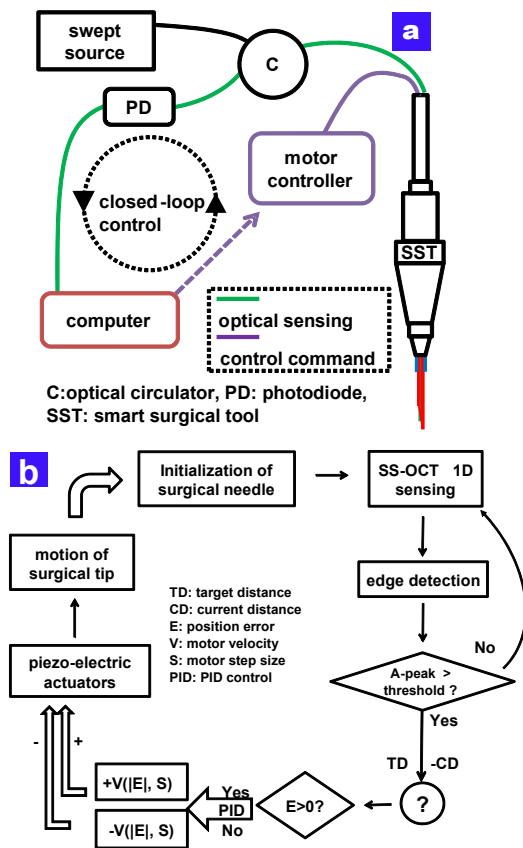 swept
source
a
C
PD
motor
controller
closed-loop
control
SST
computer
optical sensing
control command
C:optical circulator, PD: photodiode,
SST: smart surgical tool
b
Initialization of
surgical needle
SS-OCT 1D
sensing
motion of
surgical tip
edge detection
TD: target distance
CD: current distance
E: position error
V: motor velocity
S: motor step size
PID: PID control
No
piezo-electric
actuators
A-peak >
threshold ?
Yes
- +
TD -CD
+V(|E|, S)
Yes
PID
No
E>0?
?
-V(|E|, S)